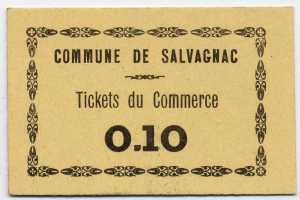 COMMUNE DE SALVAGNAC
Tickets du Commerce
0.10